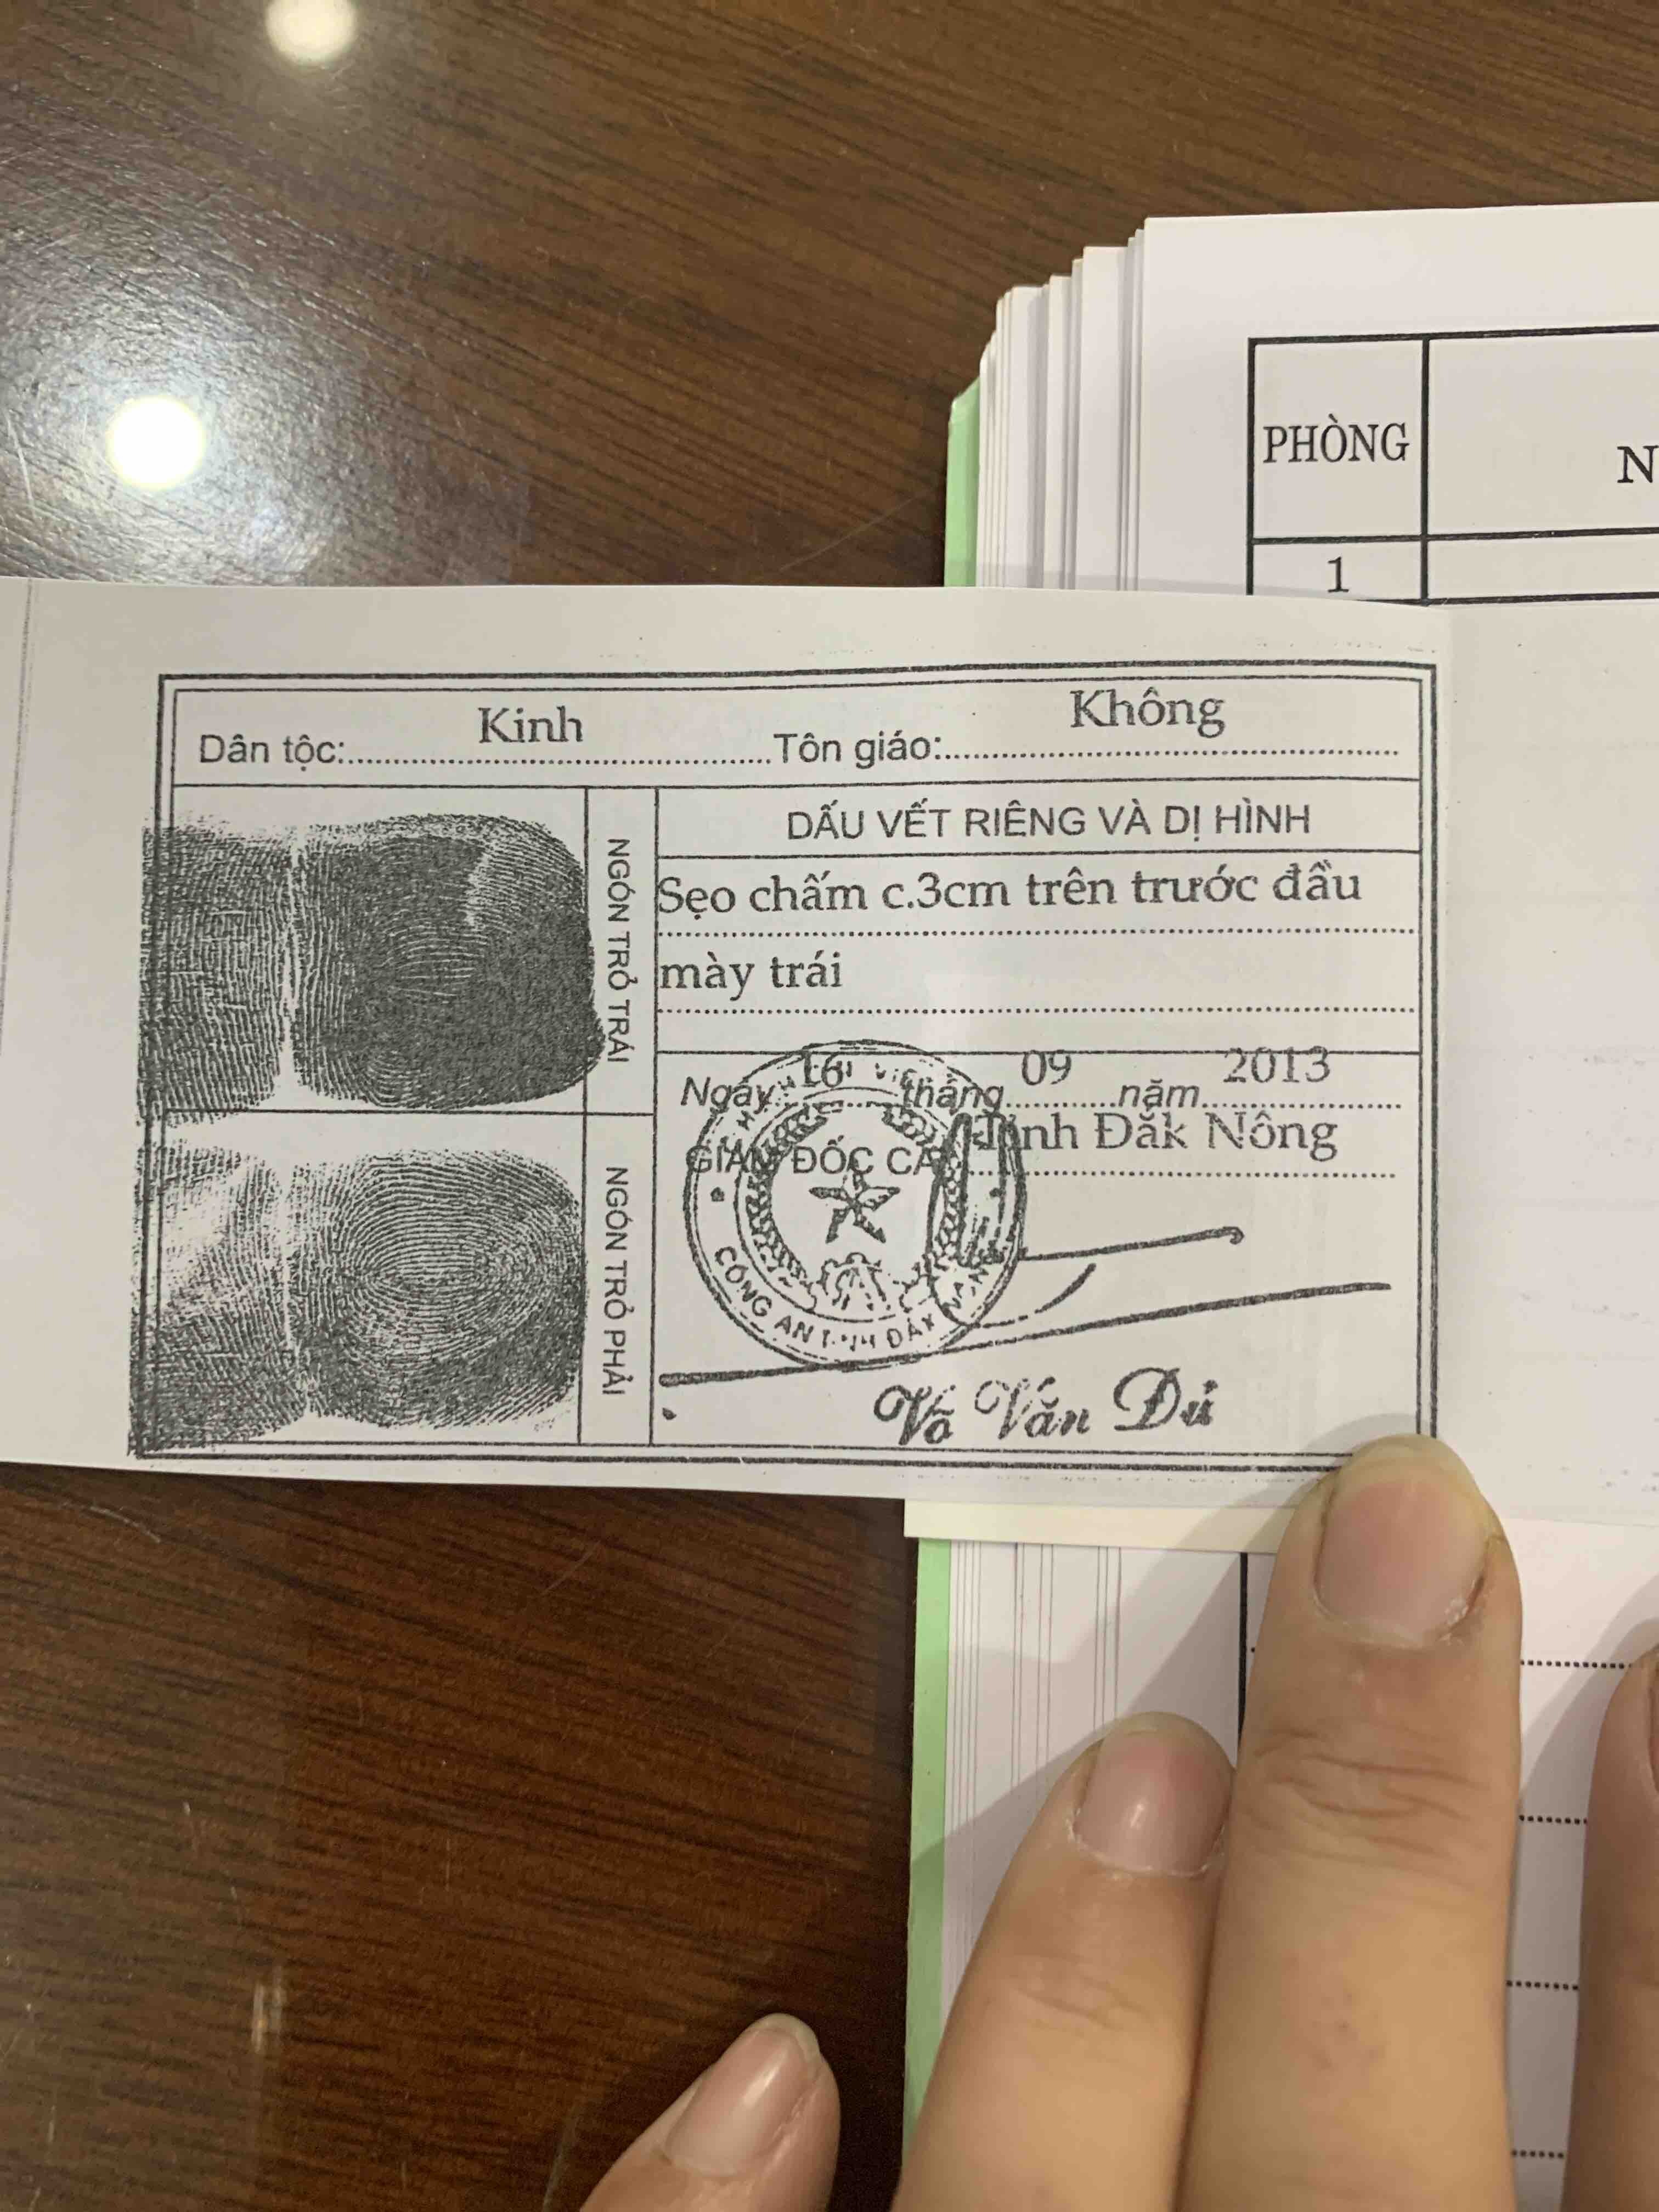 PHÒNG
N
1
Kinh Không
Dân tộc:.......................Tôn giáo:.......................
NGÓN TRỎ TRÁI
DẤU VẾT RIÊNG VÀ DỊ HÌNH
Sẹo chấm c.3cm trên trước đầu
mày trái
Ngày 16 tháng 09 năm 2013
GIÁM ĐỐC CA Tỉnh Đắk Nông
CÔNG AN TỈNH ĐĂK NÔNG
NGÓN TRỎ PHẢI
Võ Văn Đủ